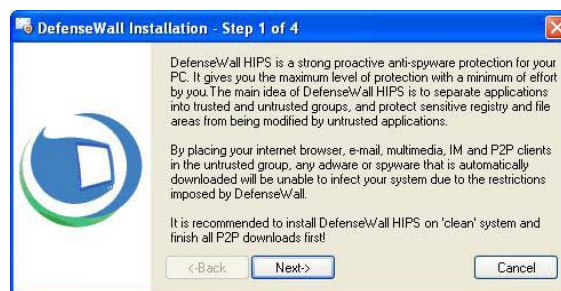 DefenseWall Installation - Step 1 of 4
DefenseWall HIPS is a strong proactive anti-spyware protection for your
PC. It gives you the maximum level of protection with a minimum of effort
by you.The main idea of DefenseWall HIPS is to separate applications
into trusted and untrusted groups, and protect sensitive registry and file
areas from being modified by untrusted applications.
By placing your internet browser, e-mail, multimedia, IM and P2P clients
in the untrusted group, any adware or spyware that is automatically
downloaded will be unable to infect your system due to the restrictions
imposed by DefenseWall.
It is recommended to install DefenseWall HIPS on 'clean' system and
finish all P2P downloads first!
<-Back Next-> Cancel